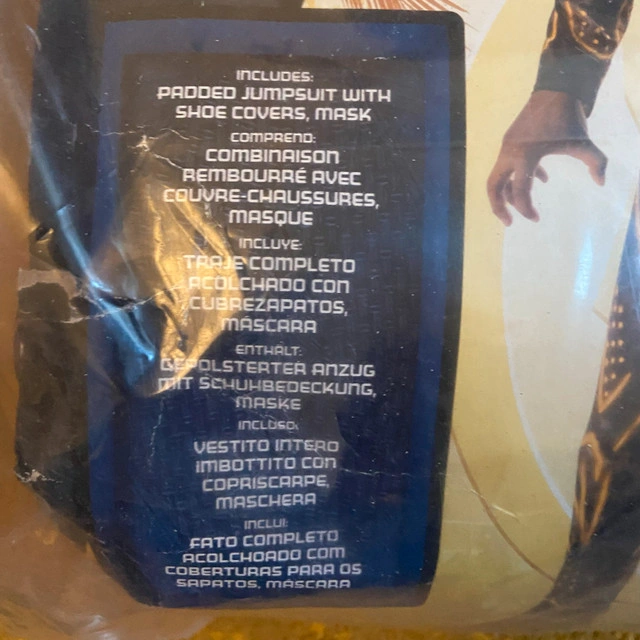 INCLUDES:
PADDED JUMPSUIT WITH
SHOE COVERS, MASK
COMPREND:
COMBINAISON
REMBOURRÉ AVEC
COUVRE-CHAUSSURES,
MASQUE
INCLUYE:
TRAJE COMPLETO
ACOLCHADO CON
CUBREZAPATOS,
MÁSCARA
ENTHÄLT:
GEPOLSTERTER ANZUG
MIT SCHUHBEDECKUNG,
MASKE
INCLUSO:
VESTITO INTERO
IMBOTTITO CON
COPRISCARPE,
MASCHERA
INCLUI:
FATO COMPLETO
ACOLCHOADO COM
COBERTURAS PARA OS
SAPATOS, MÁSCARA